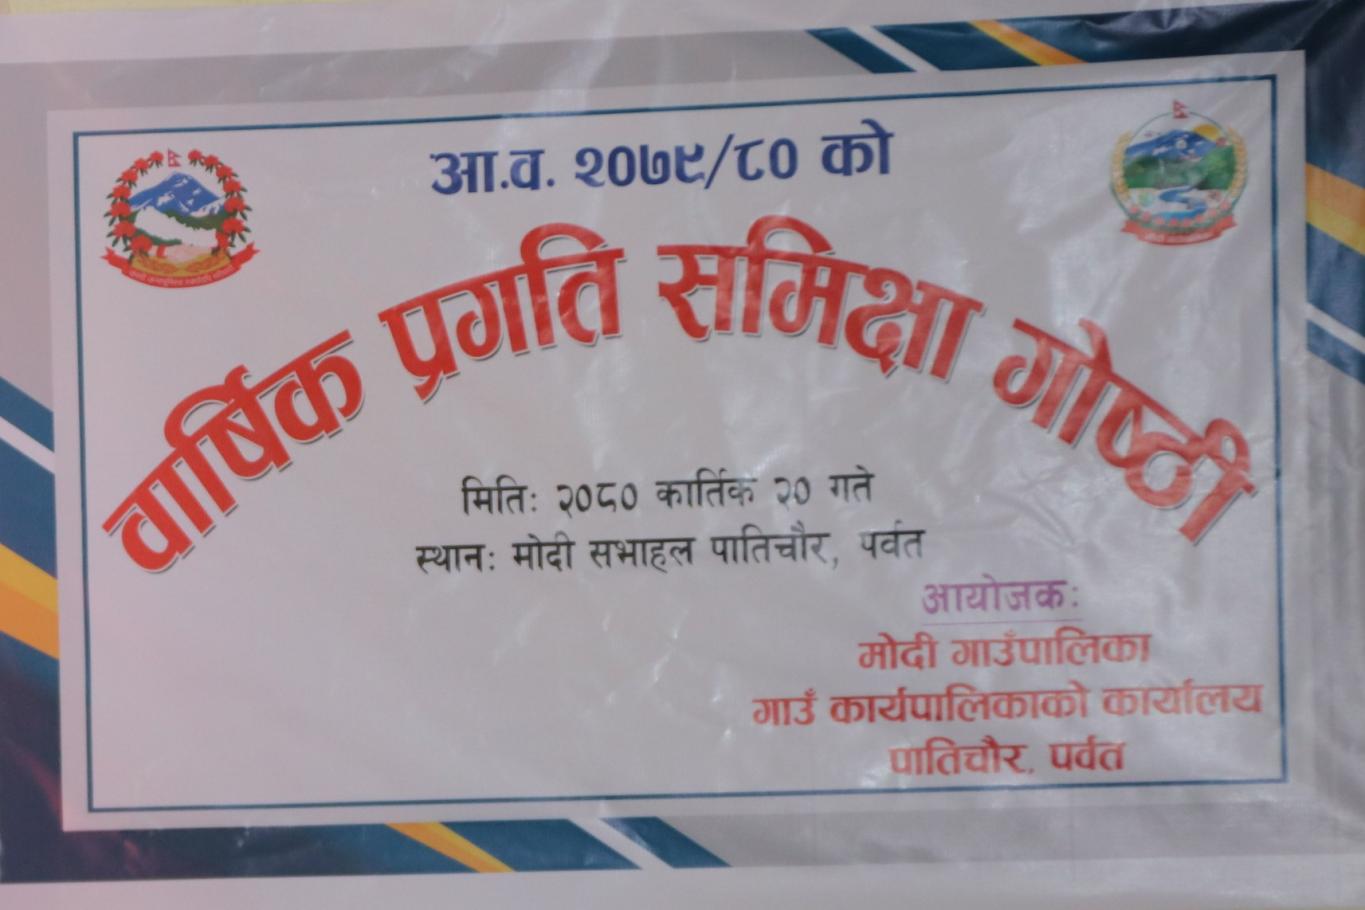 आ.व. २०७९/८० को
वार्षिक प्रगति समिक्षा गोष्ठी
मितिः २०८० कार्तिक २० गते
स्थानः मोदी सभाहल पातिचौर, पर्वत
आयोजकः
मोदी गाउँपालिका
गाउँ कार्यपालिकाको कार्यालय
पातिचौर, पर्वत